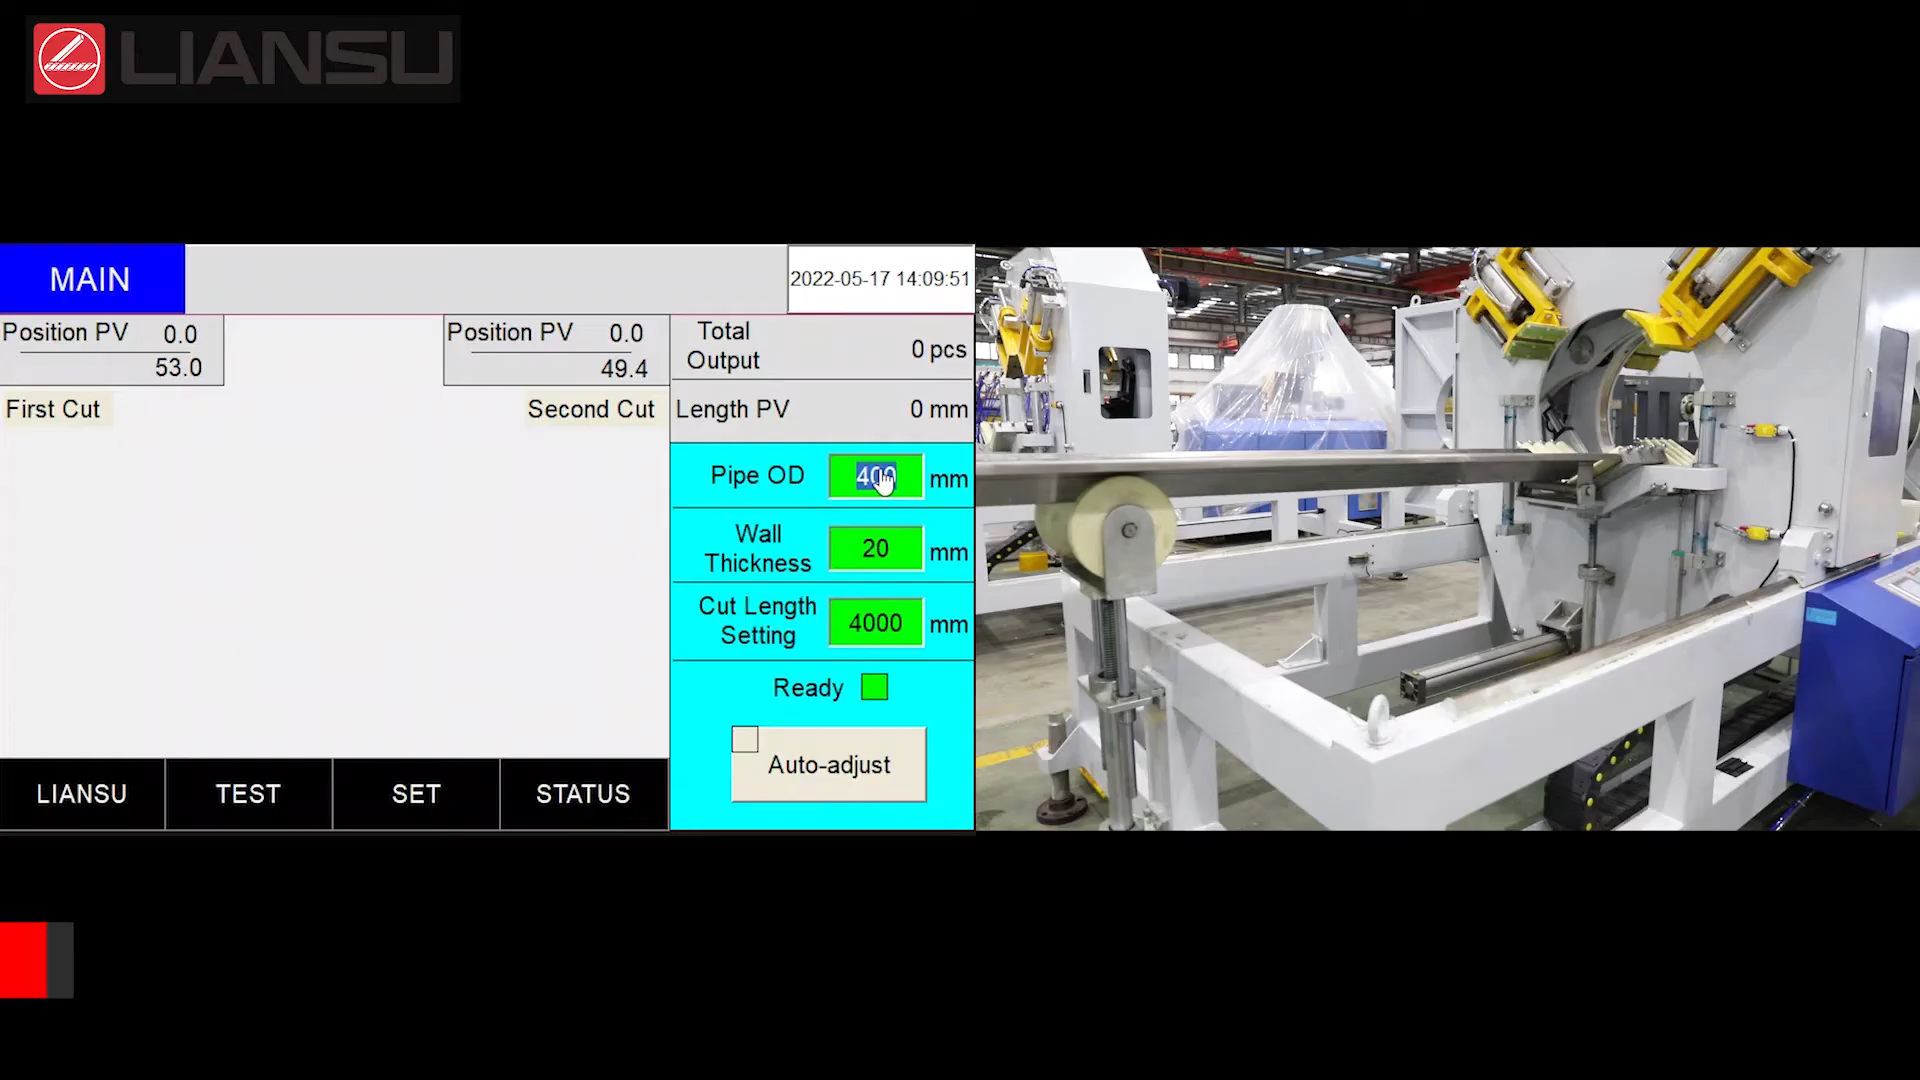 LIANSU
MAIN
2022-05-17 14:09:51
Position PV 0.0
53.0
Position PV 0.0
49.4
First Cut
Second Cut
Total
Output
0 pcs
Length PV 0 mm
Pipe OD 400 mm
Wall
Thickness
20 mm
Cut Length
Setting
4000 mm
Ready
Auto-adjust
LIANSU
TEST
SET
STATUS